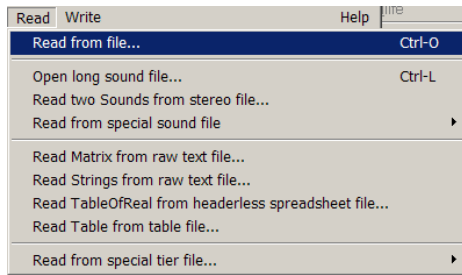 Read Write Help life
Read from file... Ctrl-O
Open long sound file... Ctrl-L
Read two Sounds from stereo file...
Read from special sound file
Read Matrix from raw text file...
Read Strings from raw text file...
Read TableOfReal from headerless spreadsheet file...
Read Table from table file...
Read from special tier file...